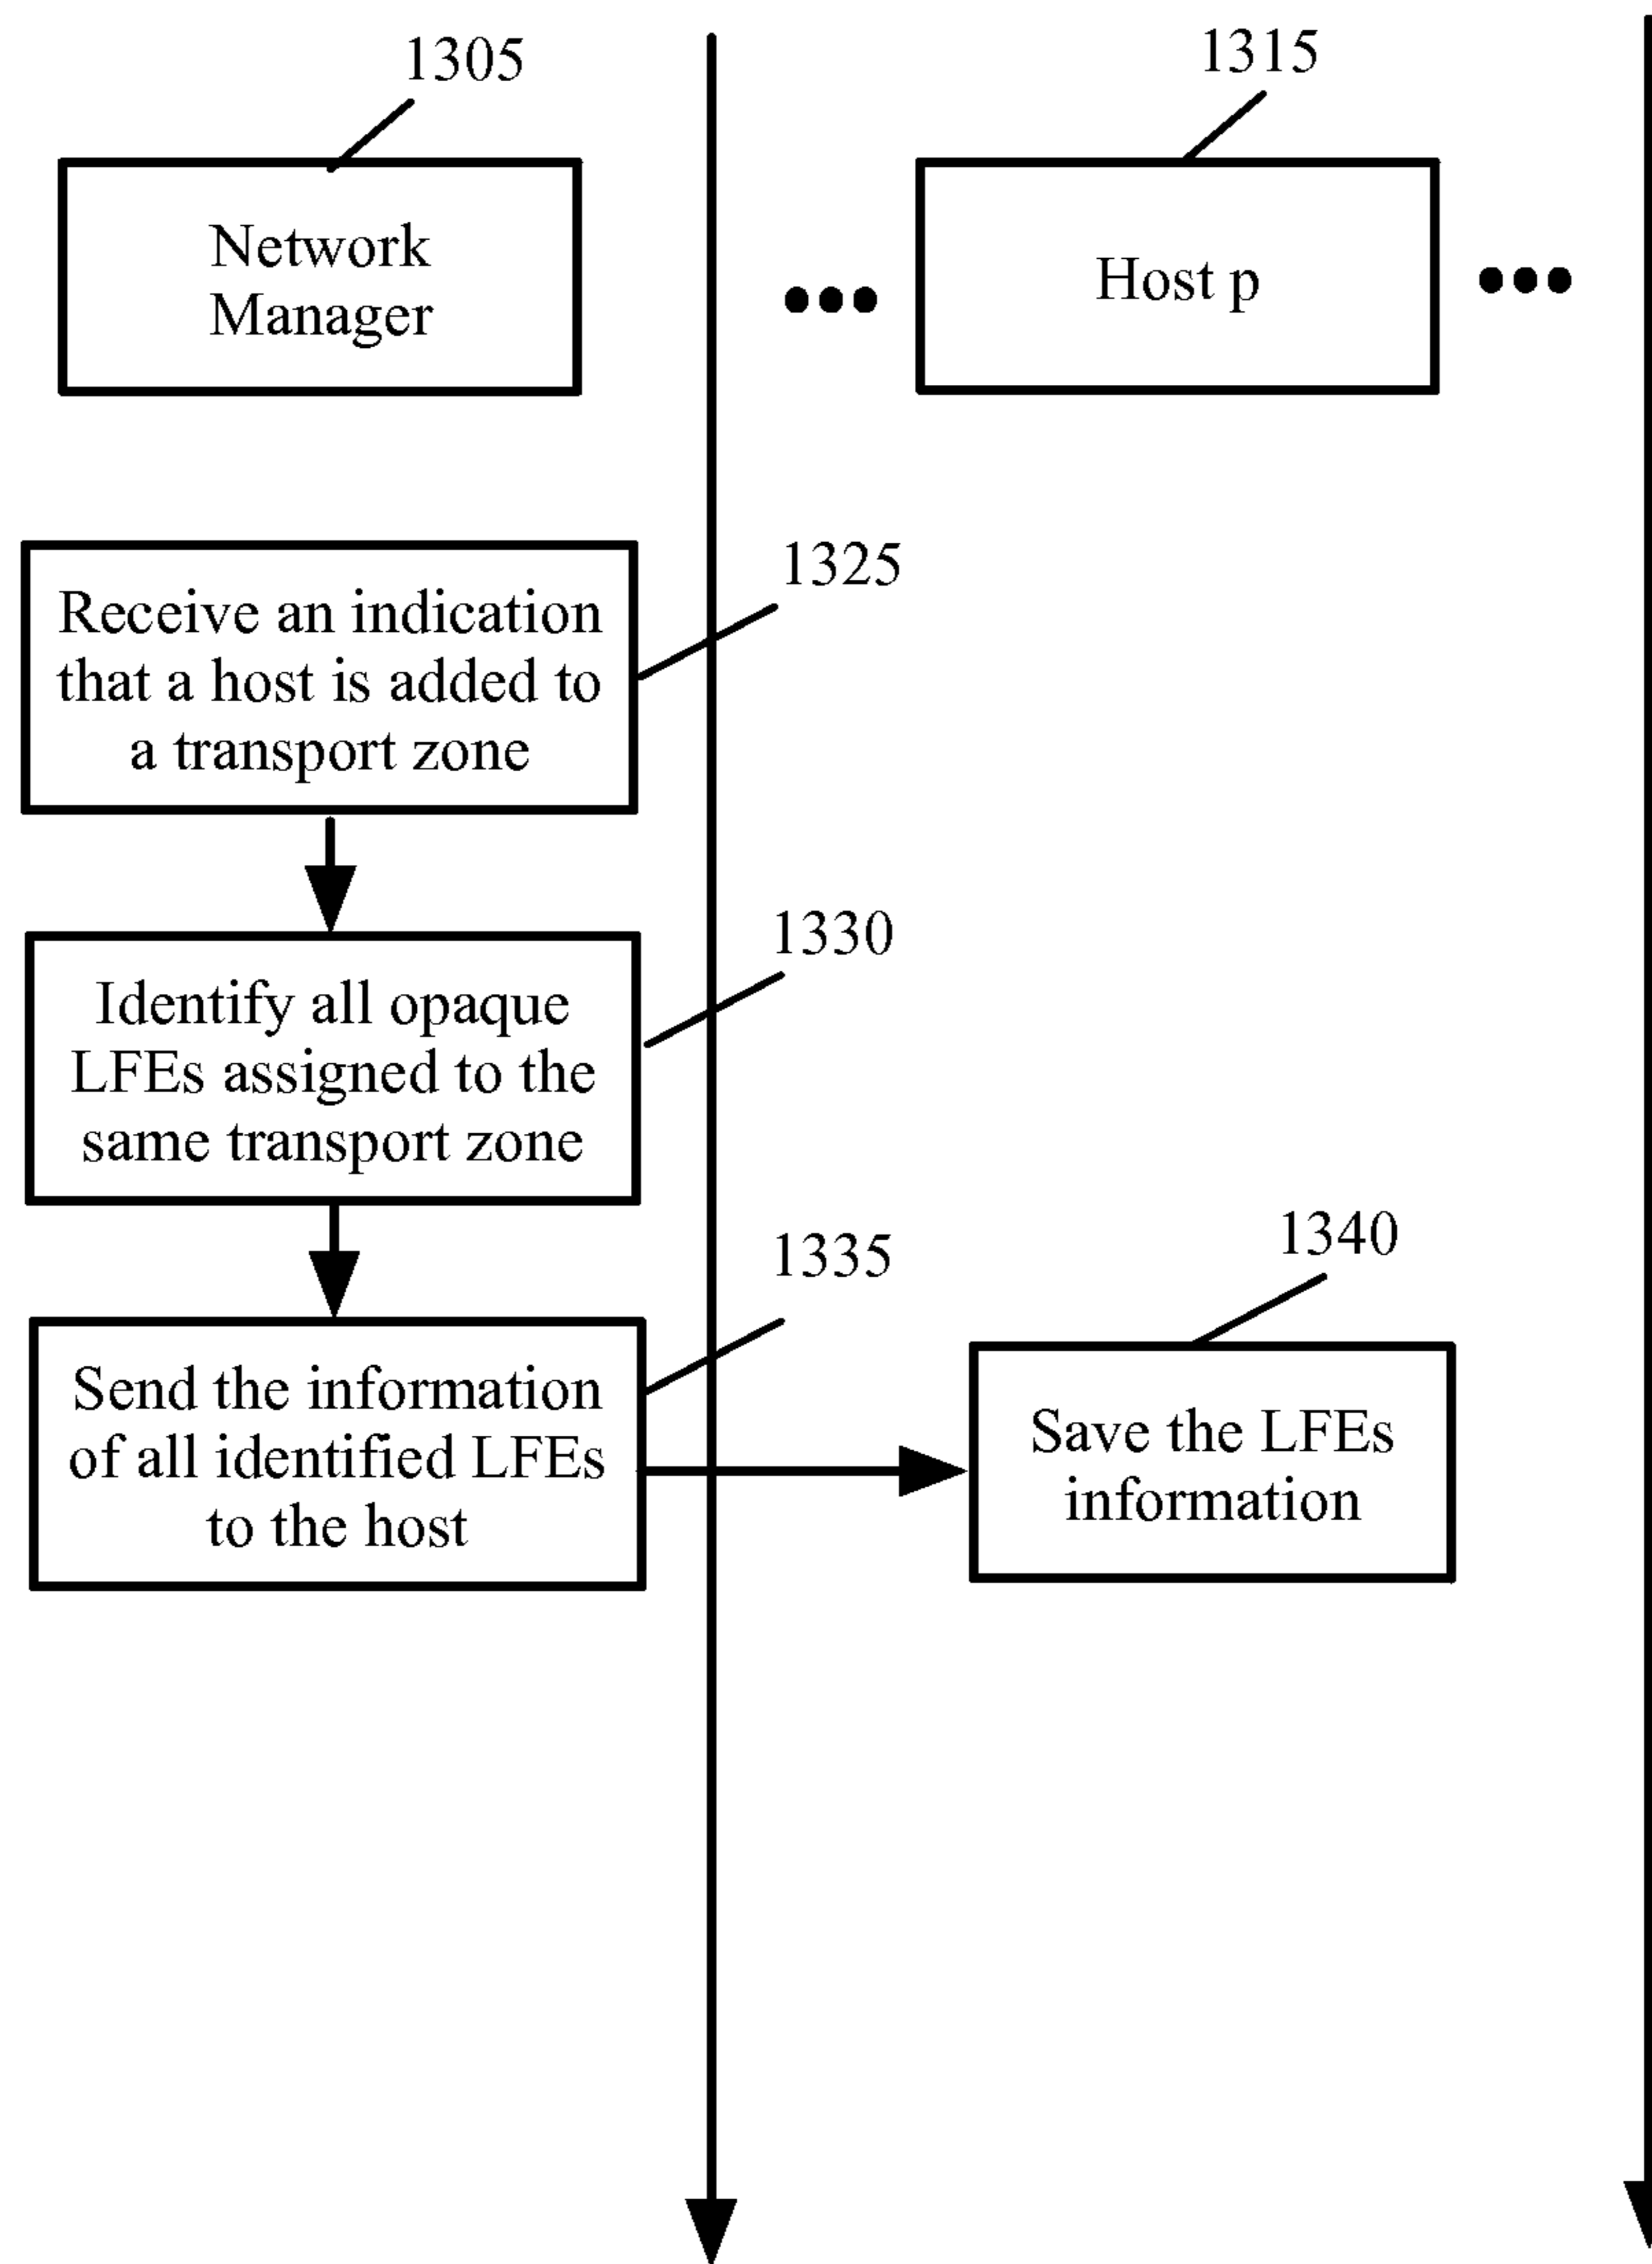 1305
1315
Network
Manager
Host p
1325
Receive an indication
that a host is added to
a transport zone
1330
Identify all opaque
LFEs assigned to the
same transport zone
1335
1340
Send the information
of all identified LFEs
to the host
Save the LFEs
information